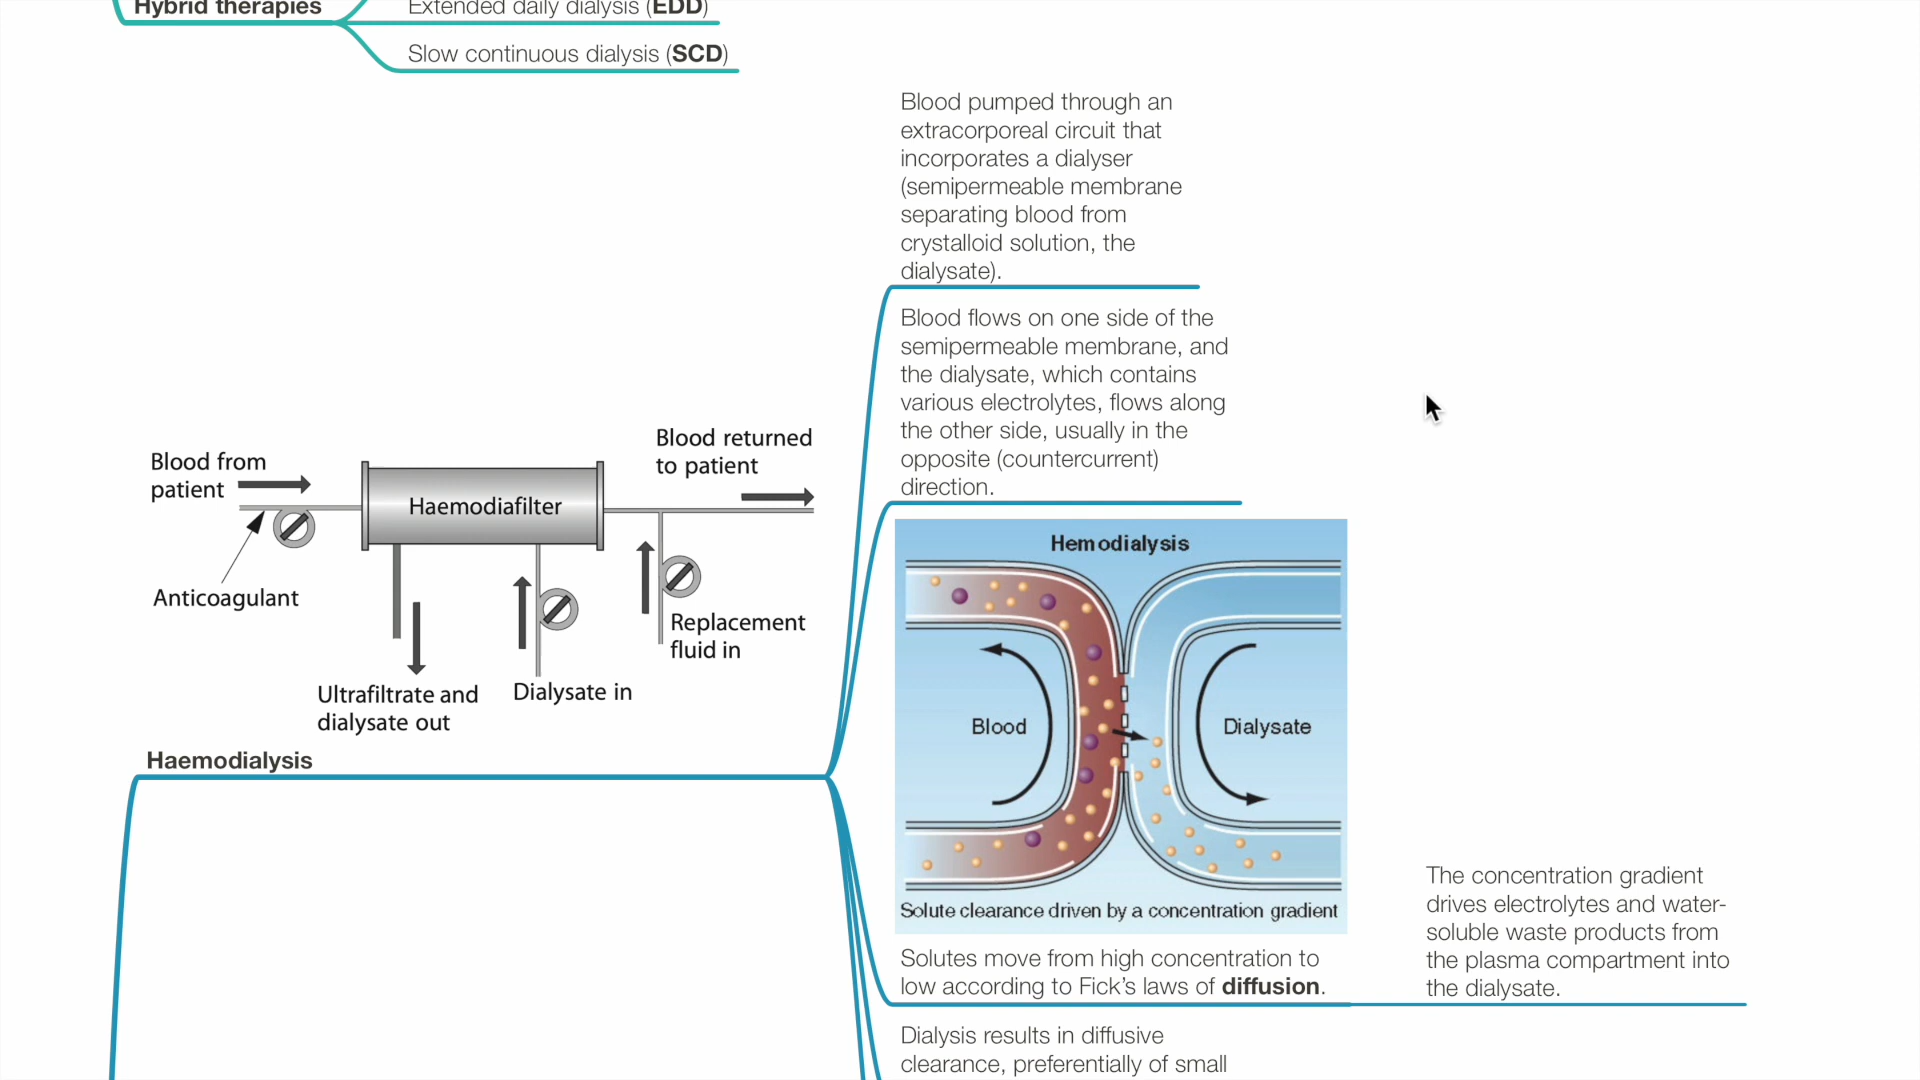 Hybrid therapies
Extended daily dialysis (EDD)
Slow continuous dialysis (SCD)
Blood pumped through an
extracorporeal circuit that
incorporates a dialyser
(semipermeable membrane
separating blood from
crystalloid solution, the
dialysate).
Blood flows on one side of the
semipermeable membrane, and
the dialysate, which contains
various electrolytes, flows along
the other side, usually in the
opposite (countercurrent)
direction.
Blood from
patient
Haemodiafilter
Blood returned
to patient
Anticoagulant
Replacement
fluid in
Ultrafiltrate and
dialysate out
Dialysate in
Haemodialysis
Hemodialysis
Blood
Dialysate
Solute clearance driven by a concentration gradient
Solutes move from high concentration to
low according to Fick's laws of diffusion.
The concentration gradient
drives electrolytes and water-
soluble waste products from
the plasma compartment into
the dialysate.
Dialysis results in diffusive
clearance, preferentially of small